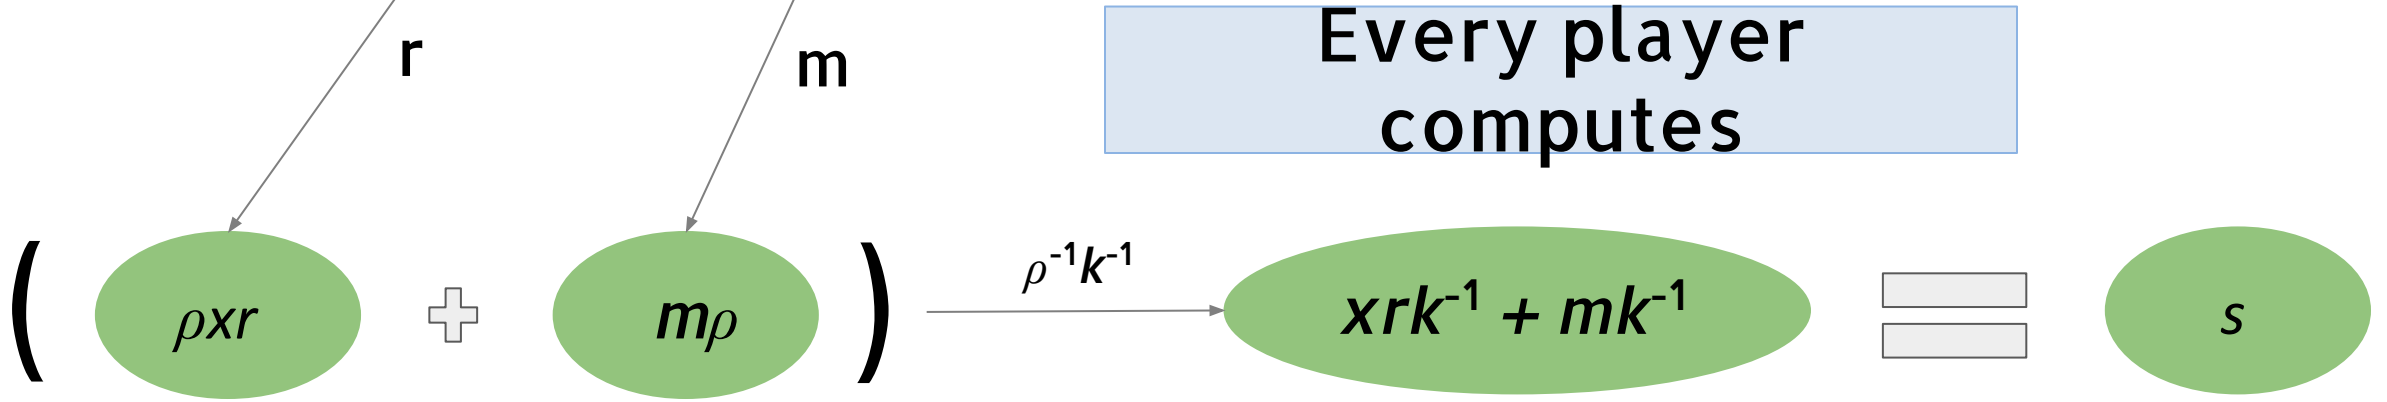 r
m
Every player
computes
( ρxr + mρ )
ρ⁻¹k⁻¹
xrk⁻¹ + mk⁻¹ = s